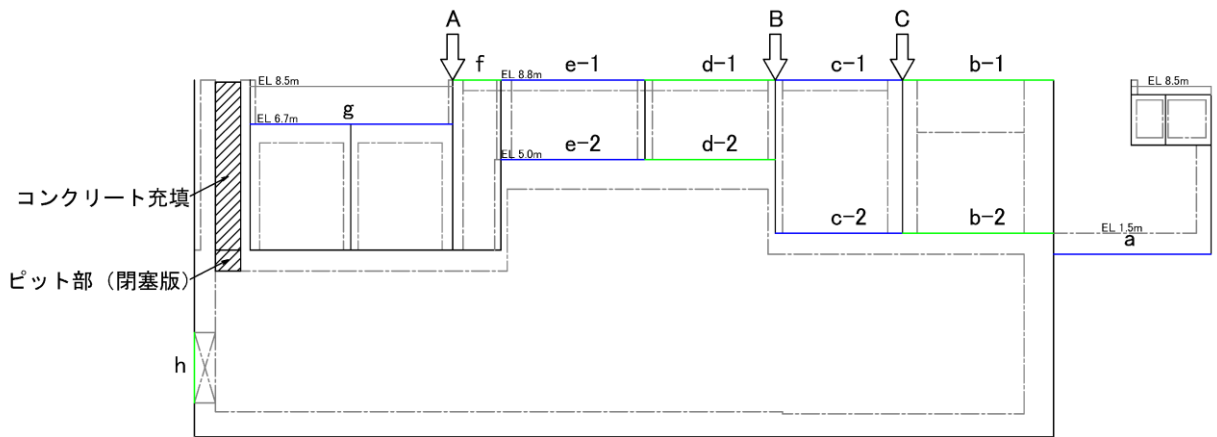 A
B
C
f
e-1
d-1
c-1
b-1
EL 8.5m
EL 8.8m
EL 8.5m
g
EL 6.7m
e-2
d-2
EL 5.0m
コンクリート充填
c-2
b-2
EL 1.5m
a
ピット部（閉塞版）
h